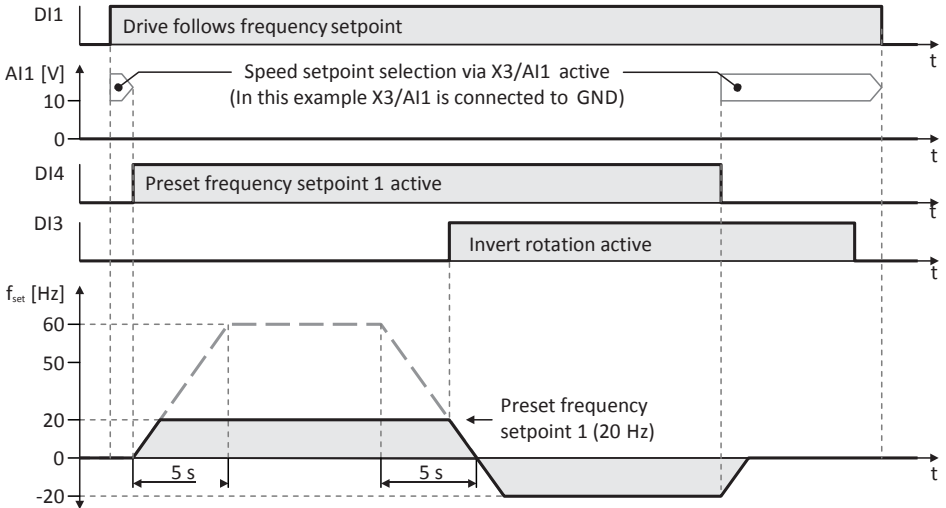 DI1
Drive follows frequency setpoint
t
AI1 [V]
Speed setpoint selection via X3/AI1 active
(In this example X3/AI1 is connected to GND)
10
0
t
DI4
Preset frequency setpoint 1 active
t
DI3
Invert rotation active
t
fset [Hz]
60
50
20
Preset frequency
setpoint 1 (20 Hz)
0
t
5 s
5 s
-20